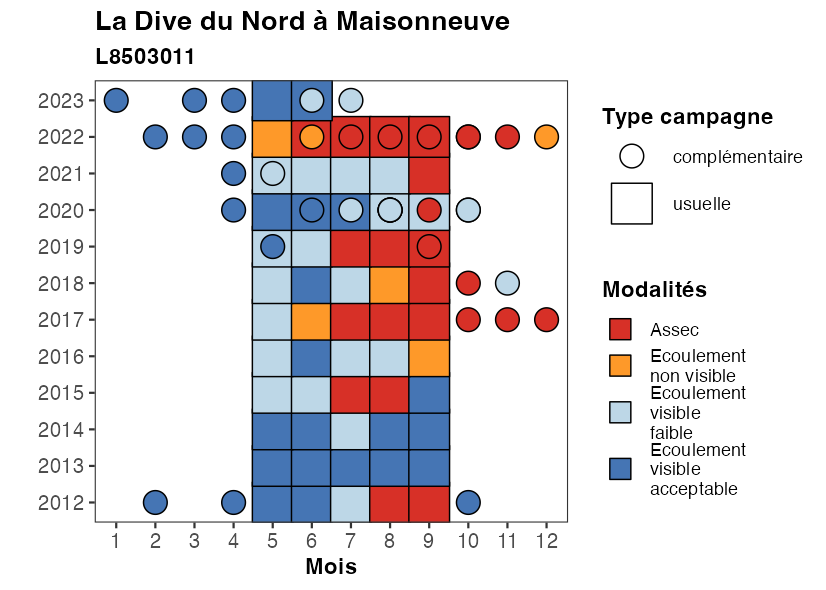 La Dive du Nord à Maisonneuve
L8503011
2023
2022
2021
2020
2019
2018
2017
2016
2015
2014
2013
2012
1 2 3 4 5 6 7 8 9 10 11 12
Mois
Type campagne
complémentaire
usuelle
Modalités
Assec
Ecoulement
non visible
Ecoulement
visible
faible
Ecoulement
visible
acceptable